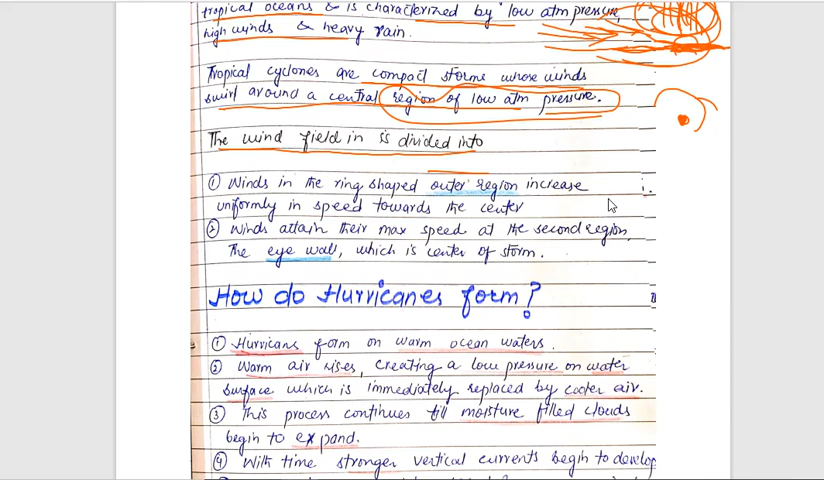 tropical oceans & is characterized by low atm pressure,
high winds & heavy rain.
Tropical cyclones are compact storms whose winds
swirl around a central region of low atm pressure.
The wind field in is divided into
① Winds in the ring shaped outer region increase
uniformly in speed towards the center
② Winds attain their max speed at the second region,
The eye wall, which is center of storm.
How do Hurricanes form?
① Hurricans form on warm ocean waters.
② Warm air rises, creating a low pressure on water
surface which is immediately replaced by cooler air.
③ This process continues till moisture filled clouds
begin to expand.
④ With time stronger vertical currents begin to develop